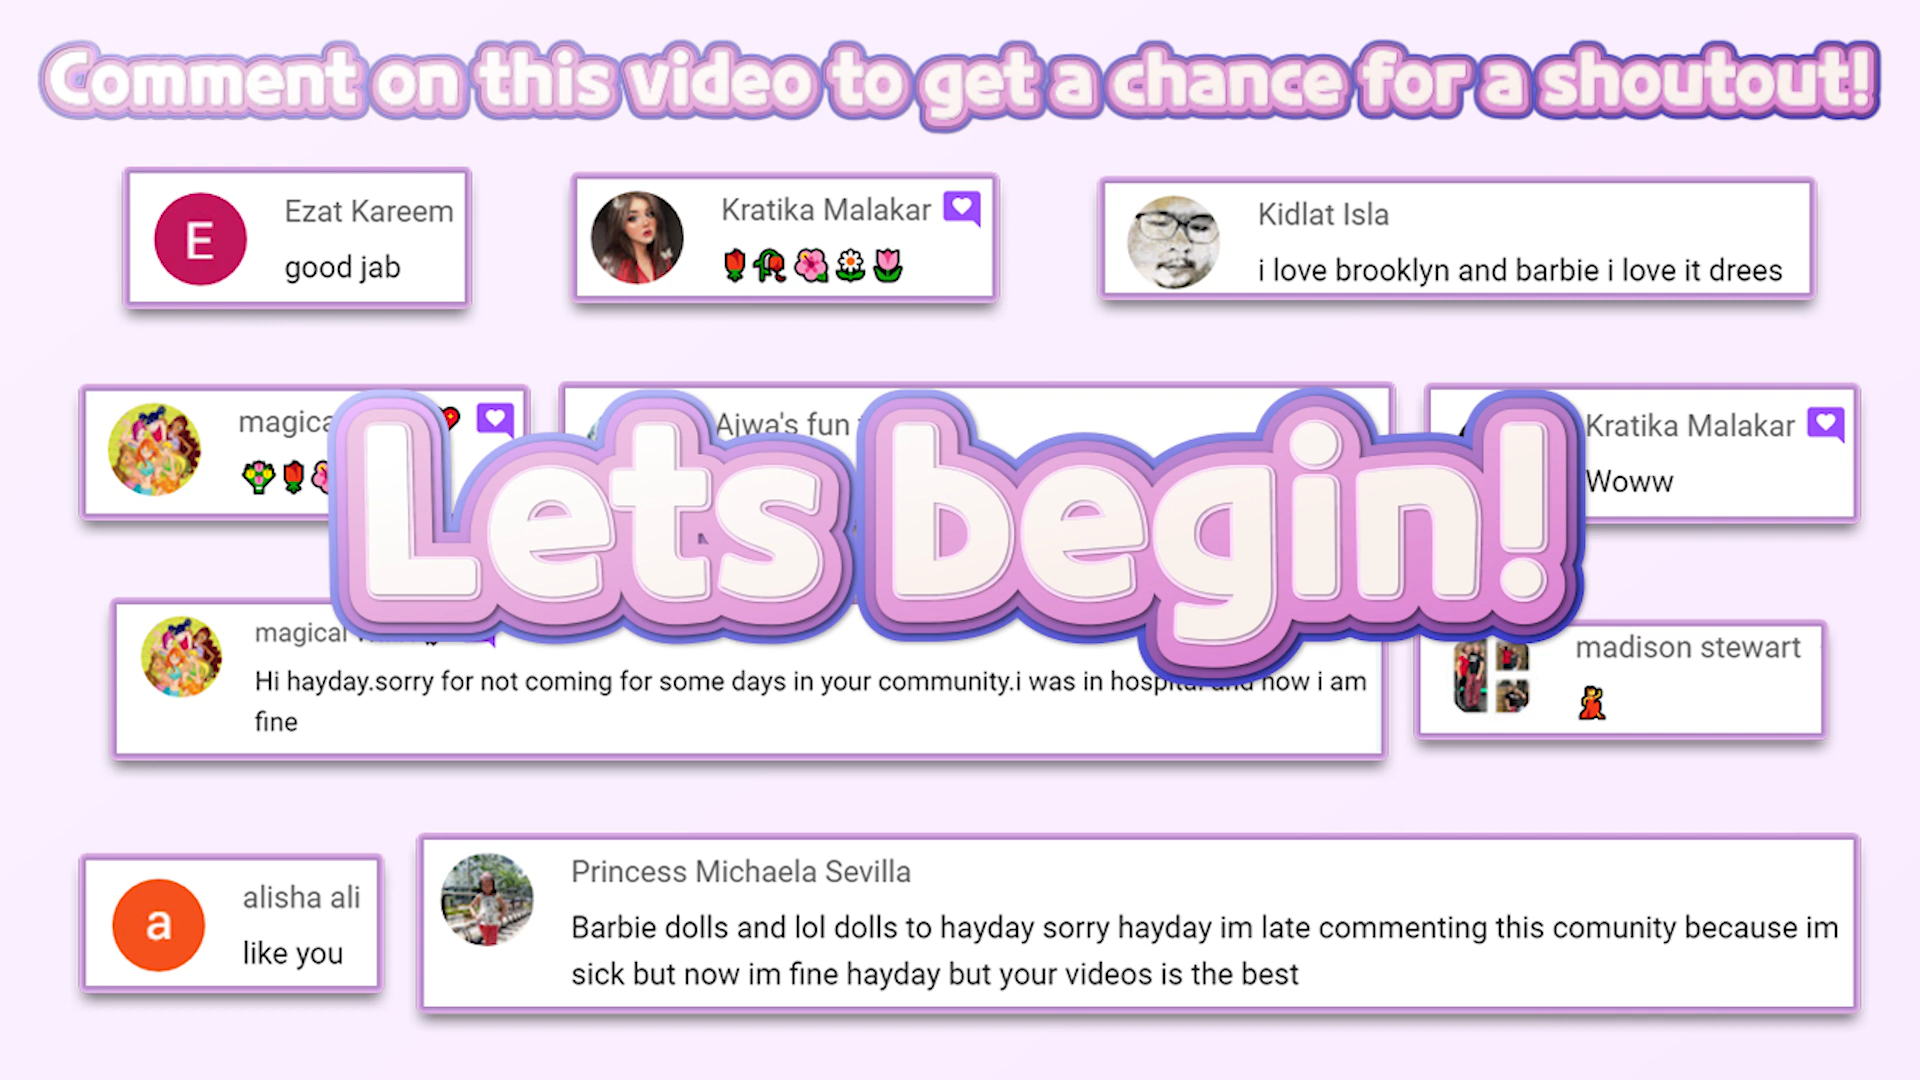 Comment on this video to get a chance for a shoutout!
E
Ezat Kareem
good jab
Kratika Malakar
Kidlat Isla
i love brooklyn and barbie i love it drees
Ajwa's fun
Kratika Malakar
Woww
Lets begin!
magical
Hi hayday.sorry for not coming for some days in your community.i was in hospital and now i am
fine
madison stewart
a
alisha ali
like you
Princess Michaela Sevilla
Barbie dolls and lol dolls to hayday sorry hayday im late commenting this comunity because im
sick but now im fine hayday but your videos is the best